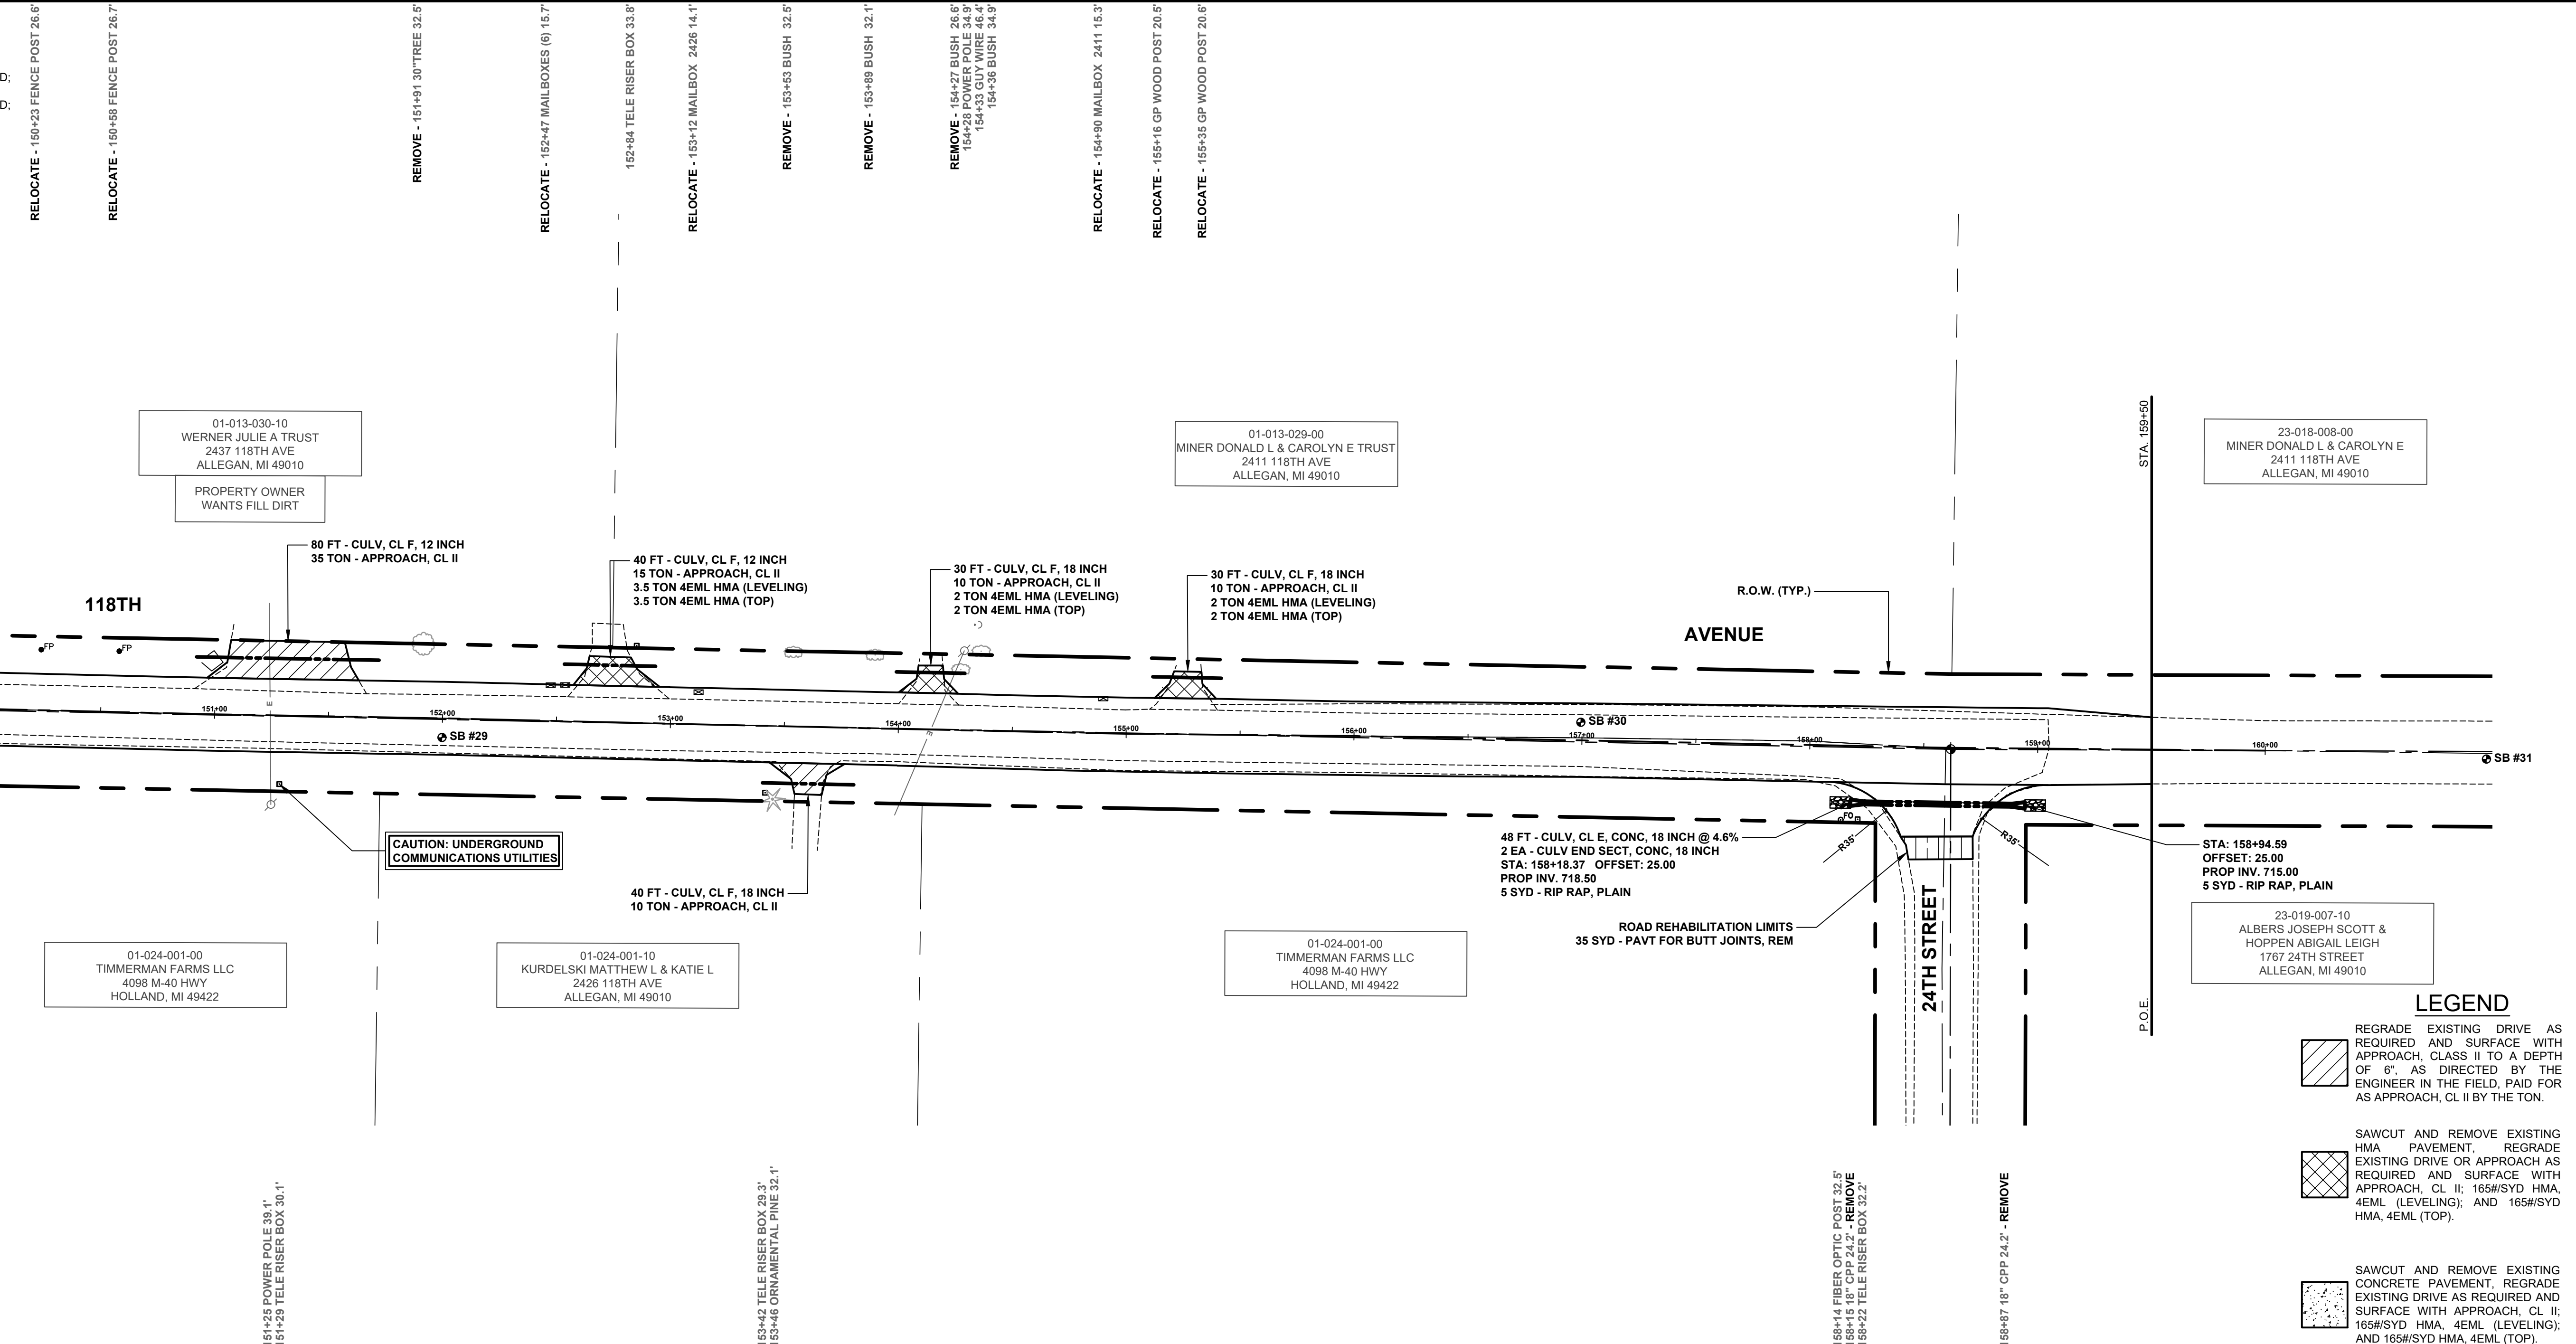 D;
D;
RELOCATE - 150+23 FENCE POST 26.6'
RELOCATE - 150+58 FENCE POST 26.7'
REMOVE - 151+91 30"TREE 32.5'
RELOCATE - 152+47 MAILBOXES (6) 15.7'
152+84 TELE RISER BOX 33.8'
RELOCATE - 153+12 MAILBOX 2426 14.1'
REMOVE - 153+53 BUSH 32.5'
REMOVE - 153+89 BUSH 32.1'
REMOVE - 154+27 BUSH 26.6'
154+28 POWER POLE 34.9'
154+33 GUY WIRE 46.4'
154+36 BUSH 34.9'
RELOCATE - 154+90 MAILBOX 2411 15.3'
RELOCATE - 155+16 GP WOOD POST 20.5'
RELOCATE - 155+35 GP WOOD POST 20.6'
01-013-030-10
WERNER JULIE A TRUST
2437 118TH AVE
ALLEGAN, MI 49010
PROPERTY OWNER
WANTS FILL DIRT
01-013-029-00
MINER DONALD L & CAROLYN E TRUST
2411 118TH AVE
ALLEGAN, MI 49010
STA. 159+50
23-018-008-00
MINER DONALD L & CAROLYN E
2411 118TH AVE
ALLEGAN, MI 49010
80 FT - CULV, CL F, 12 INCH
35 TON - APPROACH, CL II
40 FT - CULV, CL F, 12 INCH
15 TON - APPROACH, CL II
3.5 TON 4EML HMA (LEVELING)
3.5 TON 4EML HMA (TOP)
30 FT - CULV, CL F, 18 INCH
10 TON - APPROACH, CL II
2 TON 4EML HMA (LEVELING)
2 TON 4EML HMA (TOP)
30 FT - CULV, CL F, 18 INCH
10 TON - APPROACH, CL II
2 TON 4EML HMA (LEVELING)
2 TON 4EML HMA (TOP)
R.O.W. (TYP.)
118TH
AVENUE
FP
FP
E
E
151+00
152+00
153+00
154+00
155+00
156+00
157+00
158+00
159+00
160+00
SB #29
SB #30
SB #31
CAUTION: UNDERGROUND
COMMUNICATIONS UTILITIES
40 FT - CULV, CL F, 18 INCH
10 TON - APPROACH, CL II
FO
R35'
R35'
48 FT - CULV, CL E, CONC, 18 INCH @ 4.6%
2 EA - CULV END SECT, CONC, 18 INCH
STA: 158+18.37 OFFSET: 25.00
PROP INV. 718.50
5 SYD - RIP RAP, PLAIN
STA: 158+94.59
OFFSET: 25.00
PROP INV. 715.00
5 SYD - RIP RAP, PLAIN
ROAD REHABILITATION LIMITS
35 SYD - PAVT FOR BUTT JOINTS, REM
24TH STREET
01-024-001-00
TIMMERMAN FARMS LLC
4098 M-40 HWY
HOLLAND, MI 49422
01-024-001-10
KURDELSKI MATTHEW L & KATIE L
2426 118TH AVE
ALLEGAN, MI 49010
01-024-001-00
TIMMERMAN FARMS LLC
4098 M-40 HWY
HOLLAND, MI 49422
23-019-007-10
ALBERS JOSEPH SCOTT &
HOPPEN ABIGAIL LEIGH
1767 24TH STREET
ALLEGAN, MI 49010
P.O.E.
LEGEND
REGRADE EXISTING DRIVE AS
REQUIRED AND SURFACE WITH
APPROACH, CLASS II TO A DEPTH
OF 6", AS DIRECTED BY THE
ENGINEER IN THE FIELD, PAID FOR
AS APPROACH, CL II BY THE TON.
SAWCUT AND REMOVE EXISTING
HMA PAVEMENT, REGRADE
EXISTING DRIVE OR APPROACH AS
REQUIRED AND SURFACE WITH
APPROACH, CL II; 165#/SYD HMA,
4EML (LEVELING); AND 165#/SYD
HMA, 4EML (TOP).
SAWCUT AND REMOVE EXISTING
CONCRETE PAVEMENT, REGRADE
EXISTING DRIVE AS REQUIRED AND
SURFACE WITH APPROACH, CL II;
165#/SYD HMA, 4EML (LEVELING);
AND 165#/SYD HMA, 4EML (TOP).
151+25 POWER POLE 39.1'
151+29 TELE RISER BOX 30.1'
153+42 TELE RISER BOX 29.3'
153+46 ORNAMENTAL PINE 32.1'
158+14 FIBER OPTIC POST 32.5'
158+15 18" CPP 24.2' - REMOVE
158+22 TELE RISER BOX 32.2'
158+87 18" CPP 24.2' - REMOVE